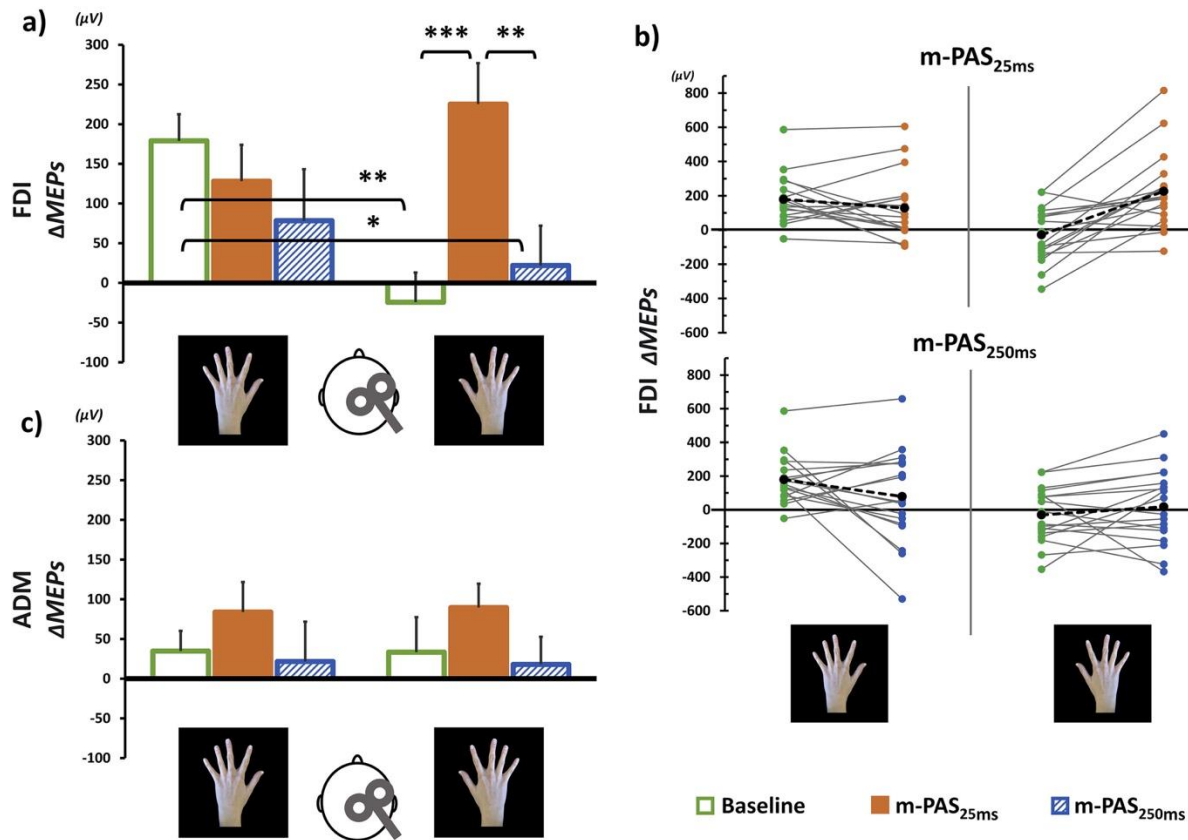 a)
(μV)
300
250
200
150
100
50
0
-50
-100
FDI
ΔMEPs
***
**
**
*
b)
m-PAS25ms
(μV)
800
600
400
200
0
-200
-400
-600
m-PAS250ms
800
600
400
200
0
-200
-400
-600
FDI ΔMEPs
c)
(μV)
300
250
200
150
100
50
0
-50
-100
ADM
ΔMEPs
Baseline
m-PAS25ms
m-PAS250ms